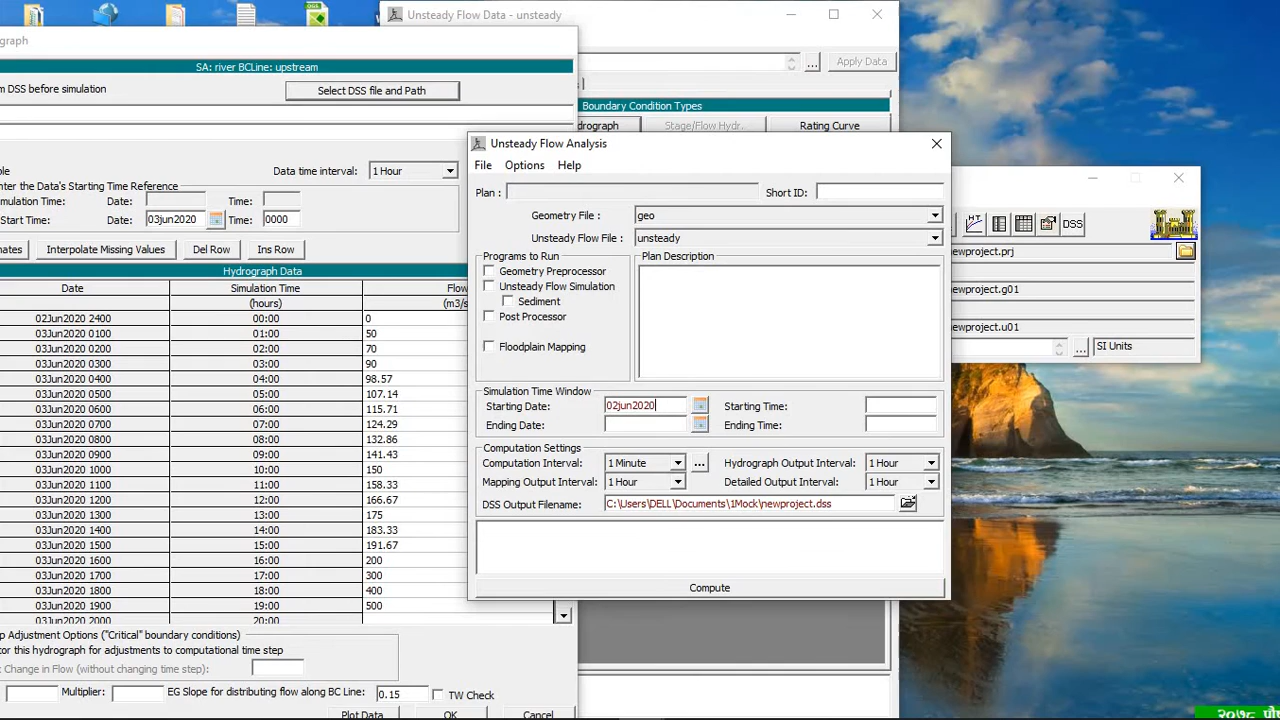 Unsteady Flow Data - unsteady
graph
SA: river BCLine: upstream
m DSS before simulation
Select DSS file and Path
...
Apply Data
Boundary Condition Types
drograph
Stage/Flow Hydr...
Rating Curve
ble
Data time interval:
1 Hour
nter the Data's Starting Time Reference
mulation Time:
Date:
Time:
Start Time:
Date:
03jun2020
Time:
0000
nates
Interpolate Missing Values
Del Row
Ins Row
Hydrograph Data
Date
Simulation Time
Flow
(hours)
(m3/s
02Jun2020 2400 00:00 0
03Jun2020 0100 01:00 50
03Jun2020 0200 02:00 70
03Jun2020 0300 03:00 90
03Jun2020 0400 04:00 98.57
03Jun2020 0500 05:00 107.14
03Jun2020 0600 06:00 115.71
03Jun2020 0700 07:00 124.29
03Jun2020 0800 08:00 132.86
03Jun2020 0900 09:00 141.43
03Jun2020 1000 10:00 150
03Jun2020 1100 11:00 158.33
03Jun2020 1200 12:00 166.67
03Jun2020 1300 13:00 175
03Jun2020 1400 14:00 183.33
03Jun2020 1500 15:00 191.67
03Jun2020 1600 16:00 200
03Jun2020 1700 17:00 300
03Jun2020 1800 18:00 400
03Jun2020 1900 19:00 500
03Jun2020 2000 20:00
p Adjustment Options ("Critical" boundary conditions)
tor this hydrograph for adjustments to computational time step
Change in Flow (without changing time step):
Multiplier:
EG Slope for distributing flow along BC Line:
0.15
TW Check
Plot Data
OK
Cancel
Unsteady Flow Analysis
File Options Help
Plan :
Short ID:
Geometry File :
geo
Unsteady Flow File :
unsteady
Programs to Run
Geometry Preprocessor
Unsteady Flow Simulation
Sediment
Post Processor
Floodplain Mapping
Plan Description
Simulation Time Window
Starting Date:
02jun2020
Starting Time:
Ending Date:
Ending Time:
Computation Settings
Computation Interval:
1 Minute
...
Hydrograph Output Interval:
1 Hour
Mapping Output Interval:
1 Hour
Detailed Output Interval:
1 Hour
DSS Output Filename:
C:\Users\DELL\Documents\1Mock\newproject.dss
Compute
DSS
ewproject.prj
ewproject.g01
ewproject.u01
...
SI Units